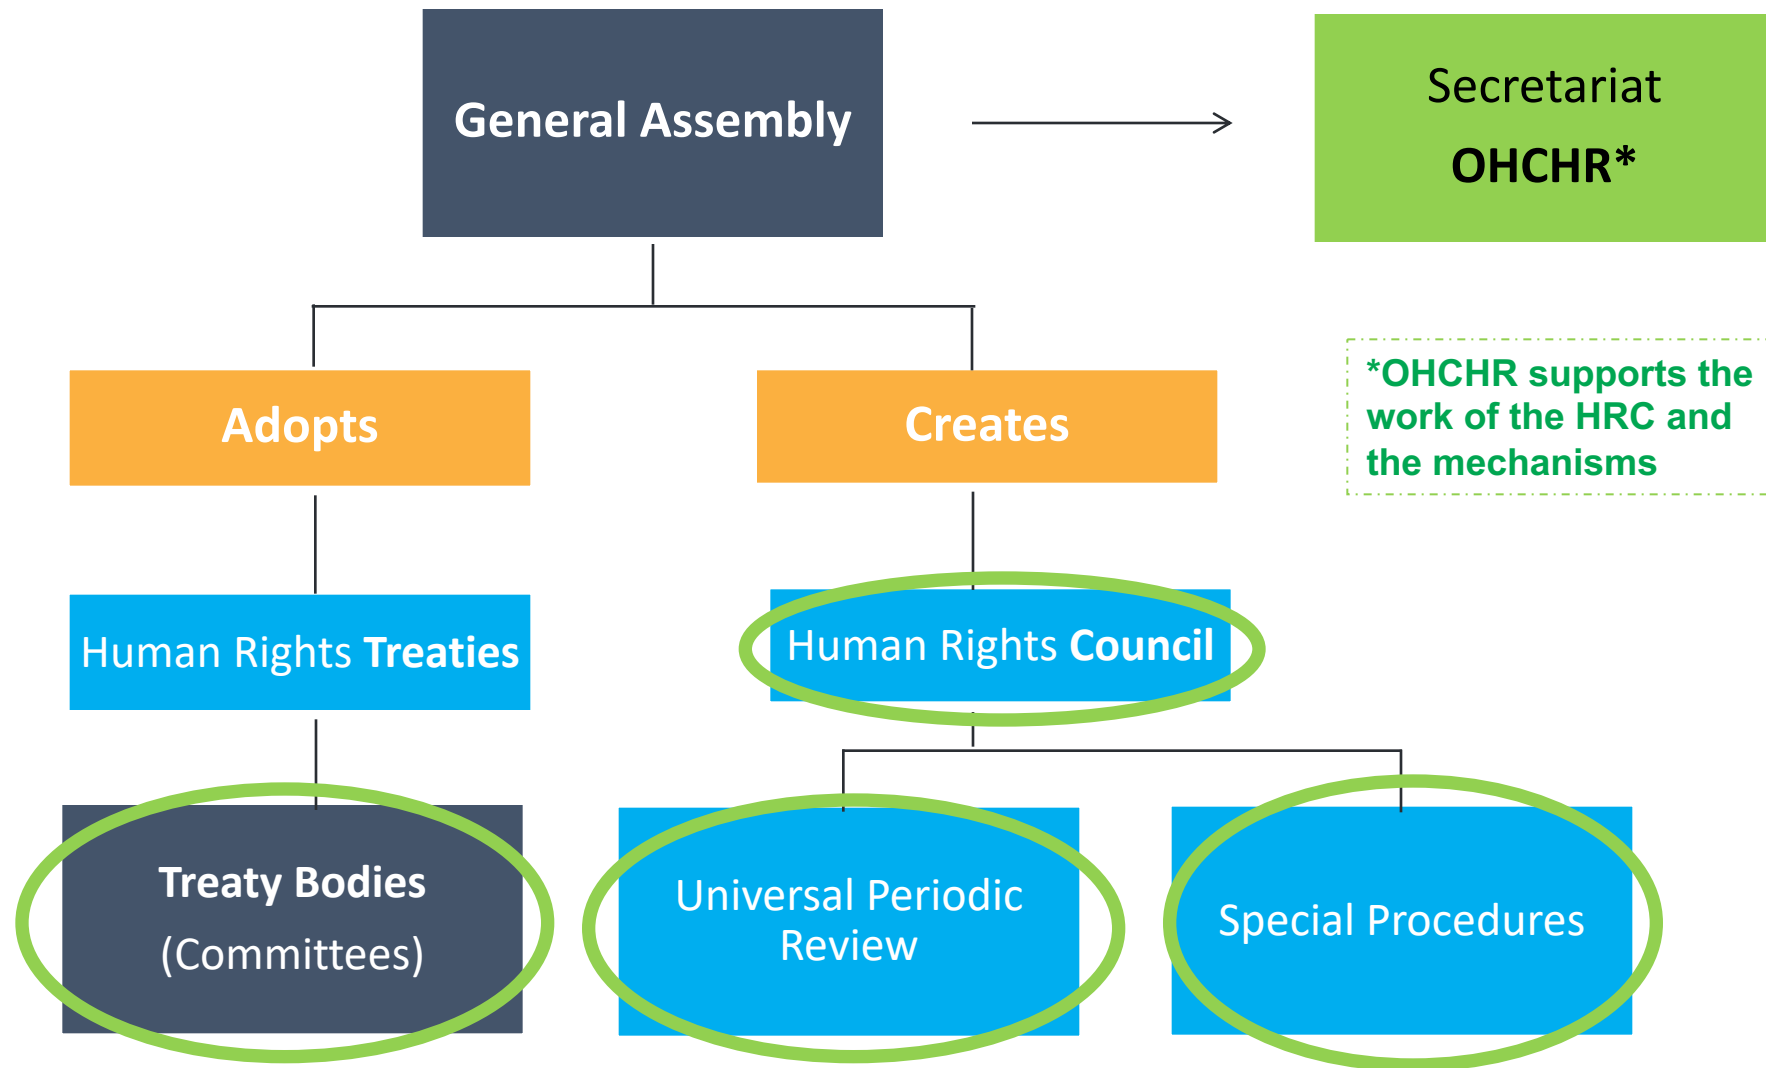 General Assembly
Secretariat
OHCHR*
*OHCHR supports the
work of the HRC and
the mechanisms
Adopts
Creates
Human Rights Treaties
Human Rights Council
Treaty Bodies
(Committees)
Universal Periodic
Review
Special Procedures